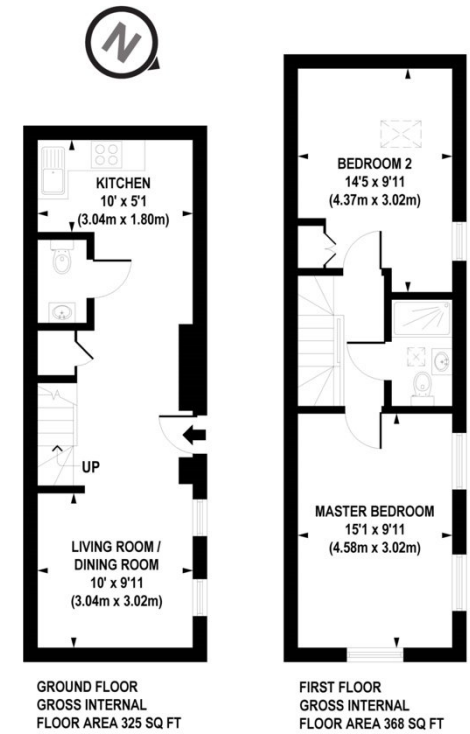 N
KITCHEN
10' x 5'1
(3.04m x 1.80m)
UP
LIVING ROOM /
DINING ROOM
10' x 9'11
(3.04m x 3.02m)
GROUND FLOOR
GROSS INTERNAL
FLOOR AREA 325 SQ FT
BEDROOM 2
14'5 x 9'11
(4.37m x 3.02m)
MASTER BEDROOM
15'1 x 9'11
(4.58m x 3.02m)
FIRST FLOOR
GROSS INTERNAL
FLOOR AREA 368 SQ FT